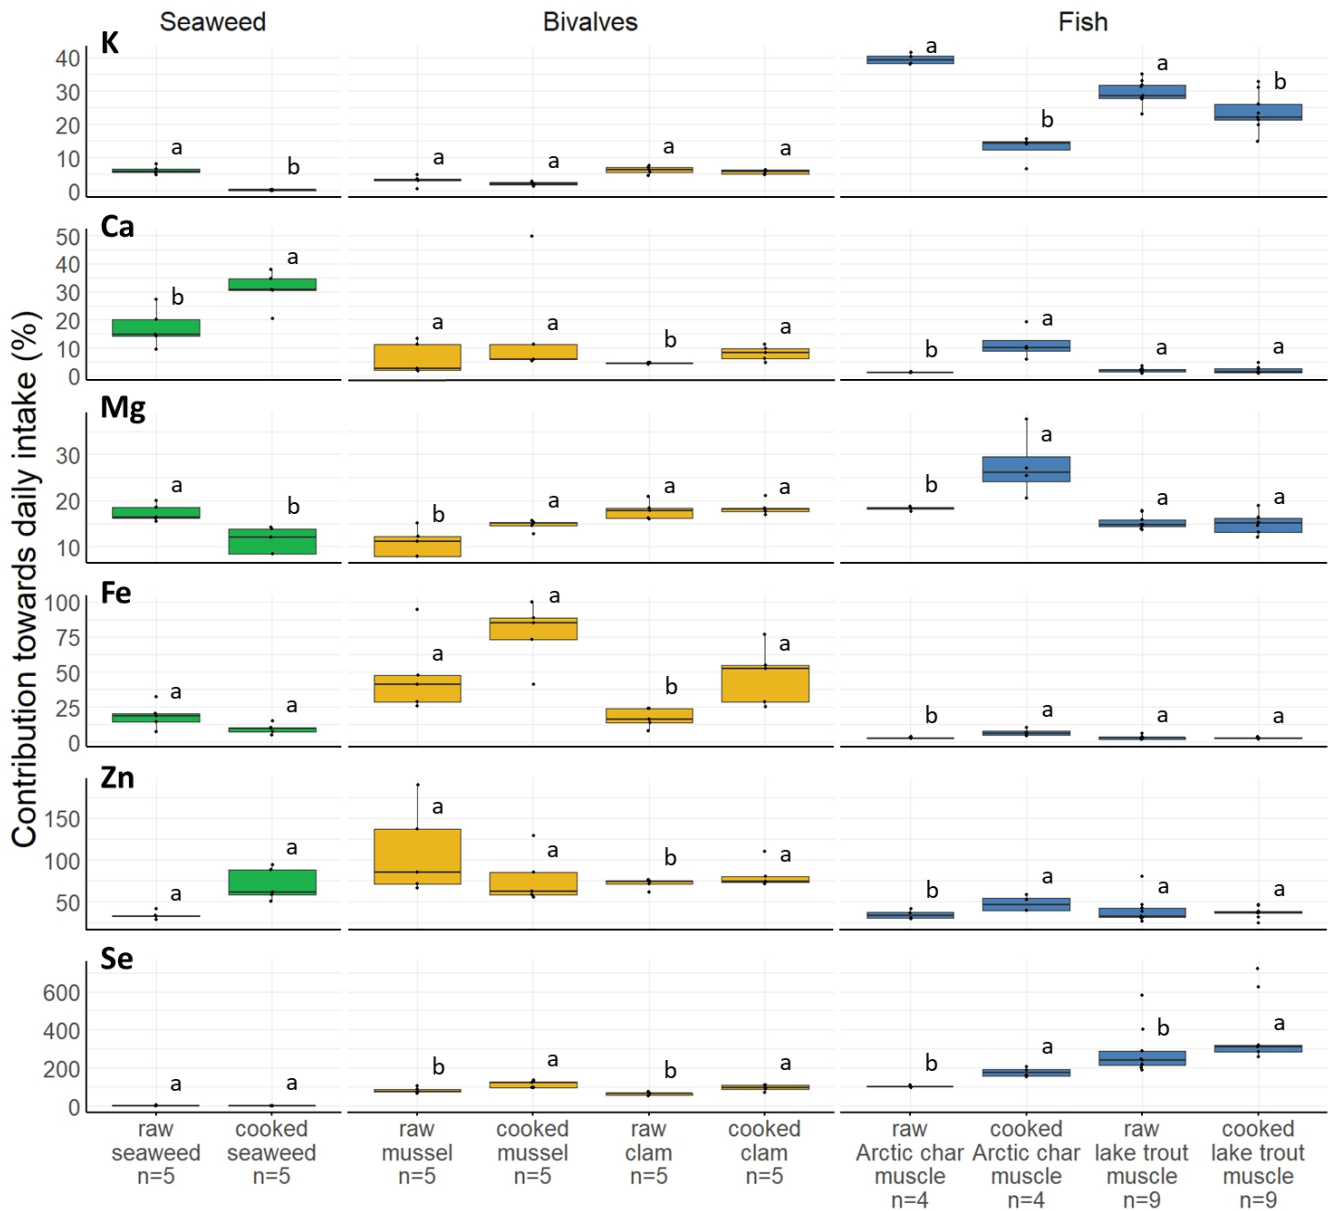 Seaweed Bivalves Fish
Contribution towards daily intake (%)
K
40
30
20
10
0
a b a a a a a b a b
Ca
50
40
30
20
10
0
b a a a b a b a a a
Mg
30
20
10
a b b a a a b a a a
Fe
100
75
50
25
0
a a a a b a b a a a
Zn
150
100
50
a a a a b a b a a a
Se
600
400
200
0
a a b a b a b a b a
raw seaweed n=5
cooked seaweed n=5
raw mussel n=5
cooked mussel n=5
raw clam n=5
cooked clam n=5
raw Arctic char muscle n=4
cooked Arctic char muscle n=4
raw lake trout muscle n=9
cooked lake trout muscle n=9